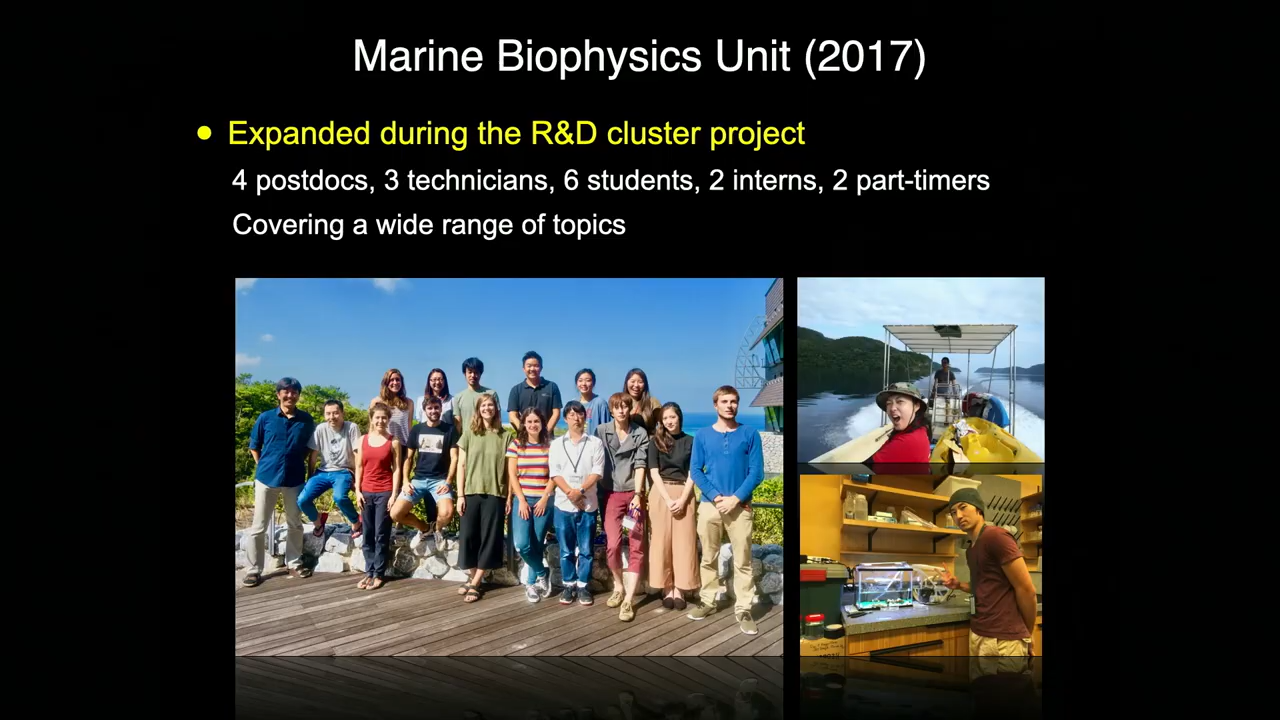 Marine Biophysics Unit (2017)
• Expanded during the R&D cluster project
4 postdocs, 3 technicians, 6 students, 2 interns, 2 part-timers
Covering a wide range of topics